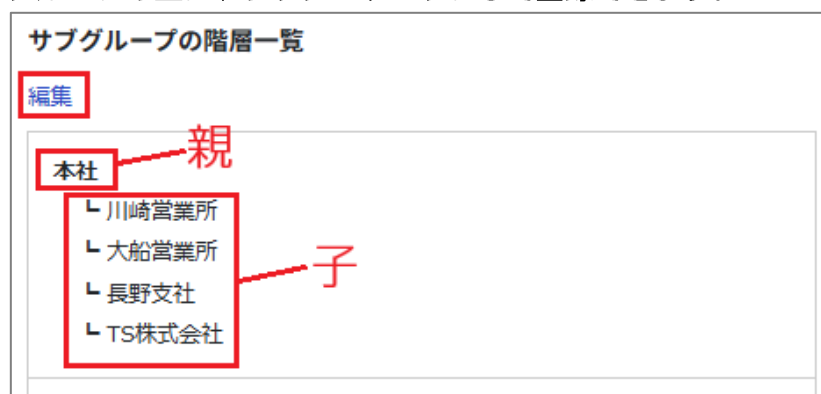 サブグループの階層一覧
編集
親
本社
┗ 川崎営業所
┗ 大船営業所
子
┗ 長野支社
┗ TS株式会社